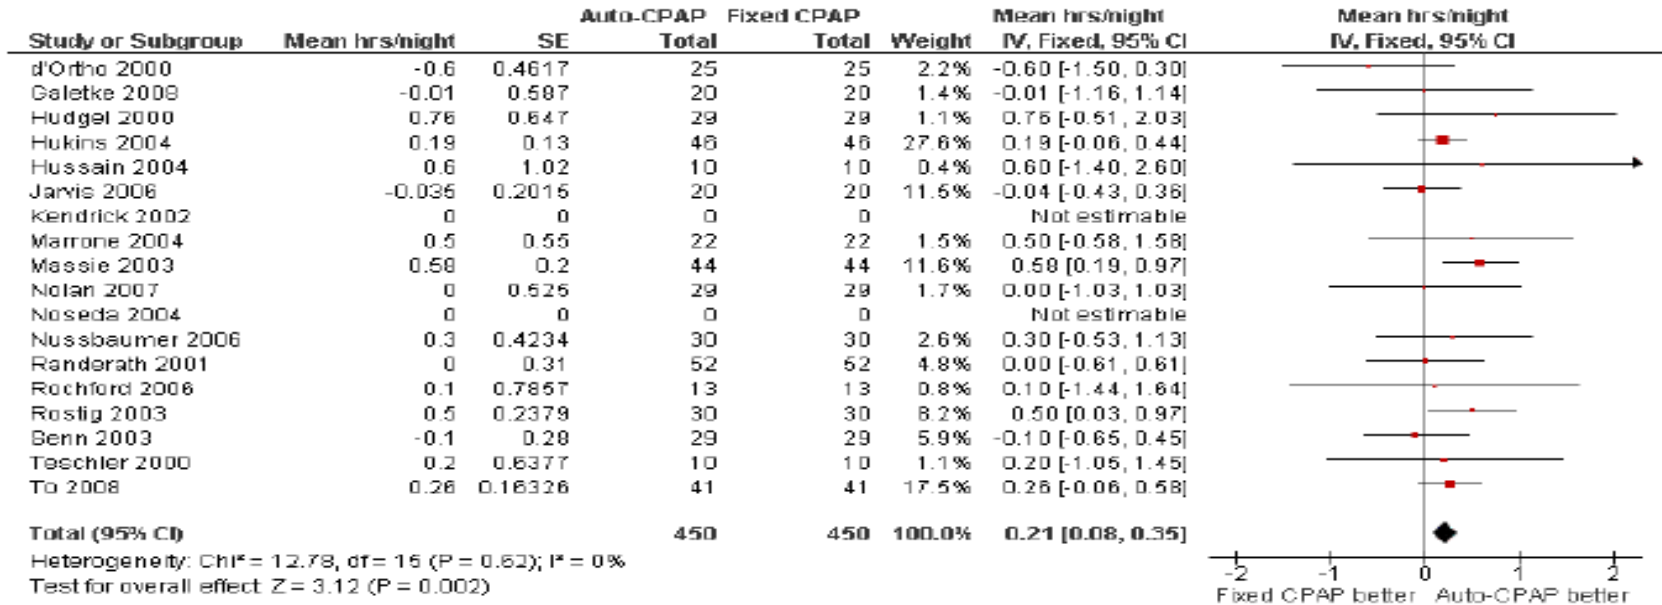 Auto-CPAP Fixed CPAP Mean hrs/night Mean hrs/night
Study or Subgroup Mean hrs/night SE Total Total Weight IV, Fixed, 95% CI IV, Fixed, 95% CI
d'Ortho 2000 -0.6 0.4617 25 25 2.2% -0.60 [-1.50, 0.30]
Galetke 2008 -0.01 0.587 20 20 1.4% -0.01 [-1.16, 1.14]
Hudgel 2000 0.76 0.647 29 29 1.1% 0.76 [-0.51, 2.03]
Hukins 2004 0.19 0.13 46 46 27.6% 0.19 [-0.06, 0.44]
Hussain 2004 0.6 1.02 10 10 0.4% 0.60 [-1.40, 2.60]
Jarvis 2006 -0.035 0.2015 20 20 11.5% -0.04 [-0.43, 0.36]
Kendrick 2002 0 0 0 0 Not estimable
Marrone 2004 0.5 0.55 22 22 1.5% 0.50 [-0.58, 1.58]
Massie 2003 0.58 0.2 44 44 11.6% 0.58 [0.19, 0.97]
Nolan 2007 0 0.525 29 29 1.7% 0.00 [-1.03, 1.03]
Noseda 2004 0 0 0 0 Not estimable
Nussbaumer 2006 0.3 0.4234 30 30 2.6% 0.30 [-0.53, 1.13]
Randerath 2001 0 0.31 52 52 4.8% 0.00 [-0.61, 0.61]
Rochford 2006 0.1 0.7857 13 13 0.8% 0.10 [-1.44, 1.64]
Rostig 2003 0.5 0.2379 30 30 8.2% 0.50 [0.03, 0.97]
Senn 2003 -0.1 0.28 29 29 5.9% -0.10 [-0.65, 0.45]
Teschler 2000 0.2 0.6377 10 10 1.1% 0.20 [-1.05, 1.45]
To 2008 0.26 0.16326 41 41 17.5% 0.26 [-0.06, 0.58]
Total (95% CI) 450 450 100.0% 0.21 [0.08, 0.35]
Heterogeneity: Chi² = 12.78, df = 15 (P = 0.62); I² = 0%
Test for overall effect: Z = 3.12 (P = 0.002)
-2 -1 0 1 2
Fixed CPAP better Auto-CPAP better